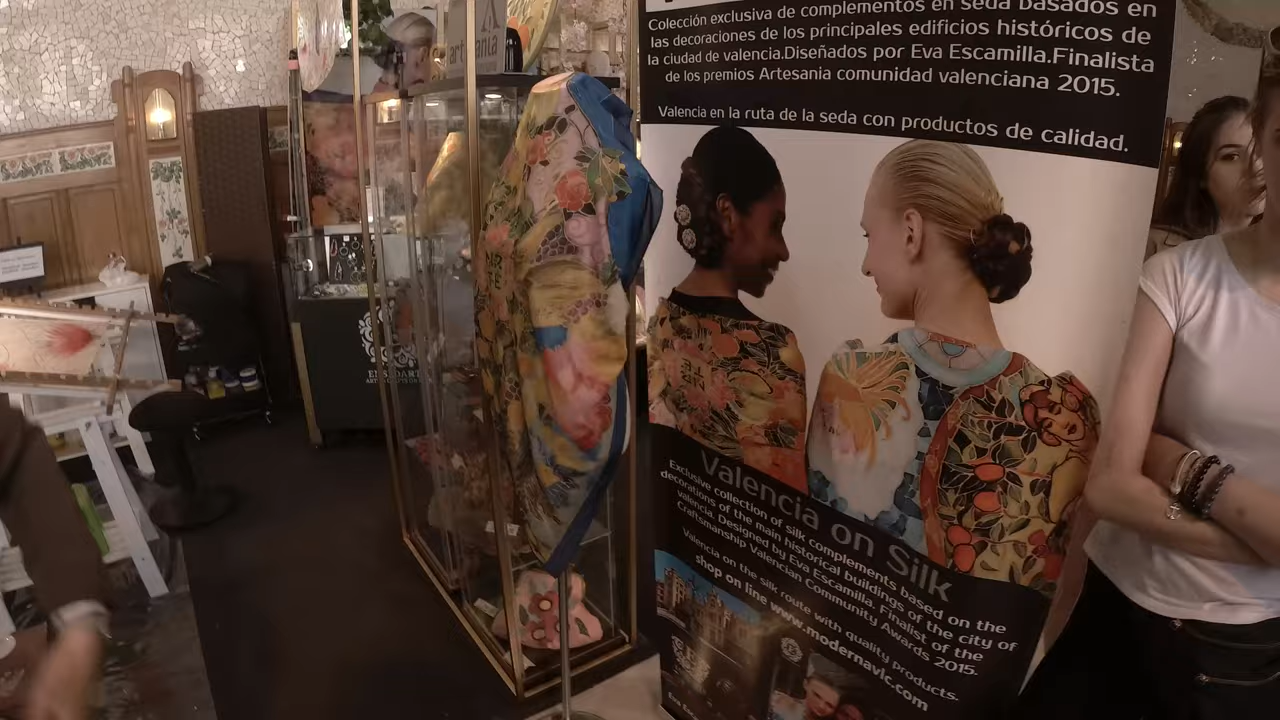 Colección exclusiva de complementos en seda basados en
las decoraciones de los principales edificios históricos de
la ciudad de valencia.Diseñados por Eva Escamilla.Finalista
de los premios Artesania comunidad valenciana 2015.
Valencia en la ruta de la seda con productos de calidad.
Valencia on Silk
Exclusive collection of silk complements based on the
decorations of the main historical buildings of the city of
valencia. Designed by Eva Escamilla. Finalist of the
Craftsmanship Valencian Community Awards 2015.
Valencia on the silk route with quality products.
shop on line www.modernavlc.com